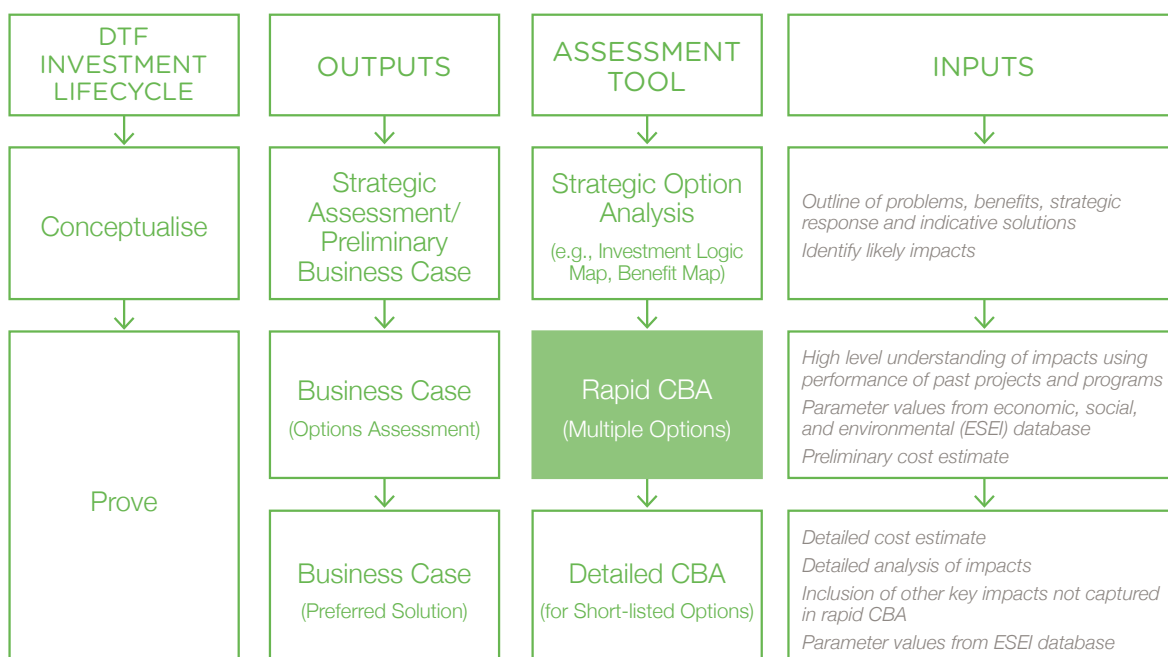 DTF
INVESTMENT
LIFECYCLE
OUTPUTS
ASSESSMENT
TOOL
INPUTS
Conceptualise
Strategic
Assessment/
Preliminary
Business Case
Strategic Option
Analysis
(e.g., Investment Logic
Map, Benefit Map)
Outline of problems, benefits, strategic
response and indicative solutions
Identify likely impacts
Prove
Business Case
(Options Assessment)
Rapid CBA
(Multiple Options)
High level understanding of impacts using
performance of past projects and programs
Parameter values from economic, social,
and environmental (ESEI) database
Preliminary cost estimate
Business Case
(Preferred Solution)
Detailed CBA
(for Short-listed Options)
Detailed cost estimate
Detailed analysis of impacts
Inclusion of other key impacts not captured
in rapid CBA
Parameter values from ESEI database